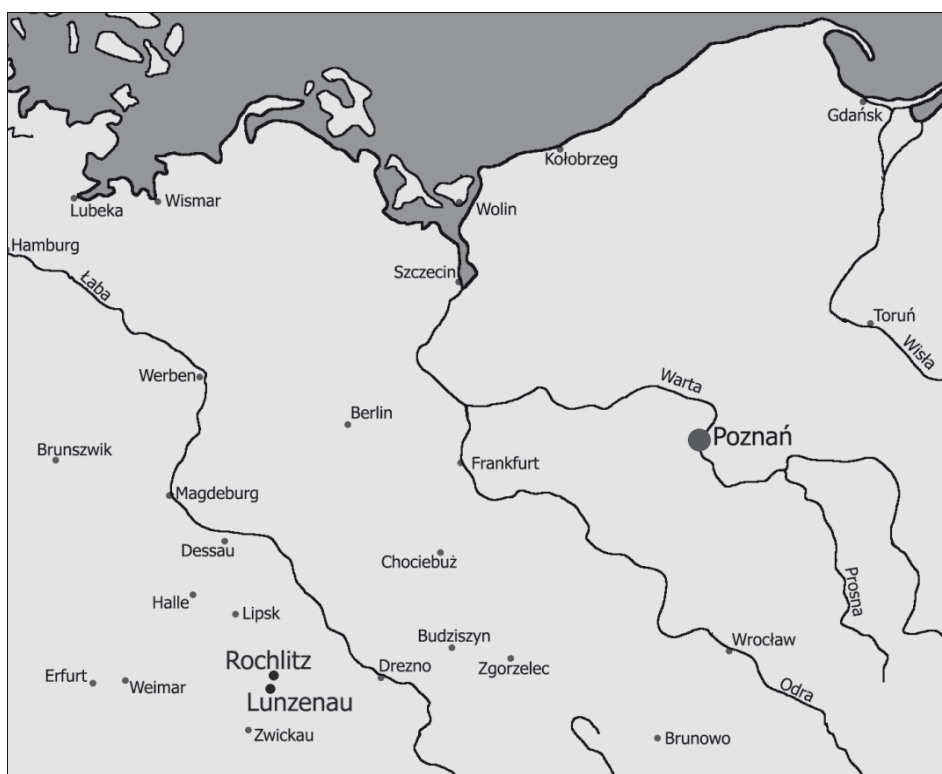 Gdańsk
Kołobrzeg
Lubeka
Wismar
Wolin
Hamburg
Łaba
Szczecin
Toruń
Wisła
Werben
Warta
Berlin
Poznań
Brunszwik
Frankfurt
Magdeburg
Dessau
Chociebuż
Prosna
Halle
Lipsk
Budziszyn
Wrocław
Rochlitz
Drezno
Zgorzelec
Erfurt
Weimar
Lunzenau
Odra
Zwickau
Brunowo